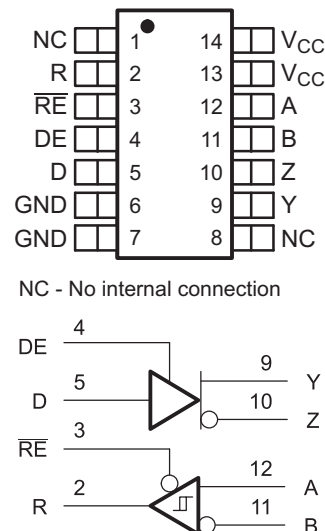 NC 1 14 VCC
R 2 13 VCC
RE 3 12 A
DE 4 11 B
D 5 10 Z
GND 6 9 Y
GND 7 8 NC
NC - No internal connection
DE 4
D 5 9 Y
10 Z
RE 3
R 2 12 A
11 B